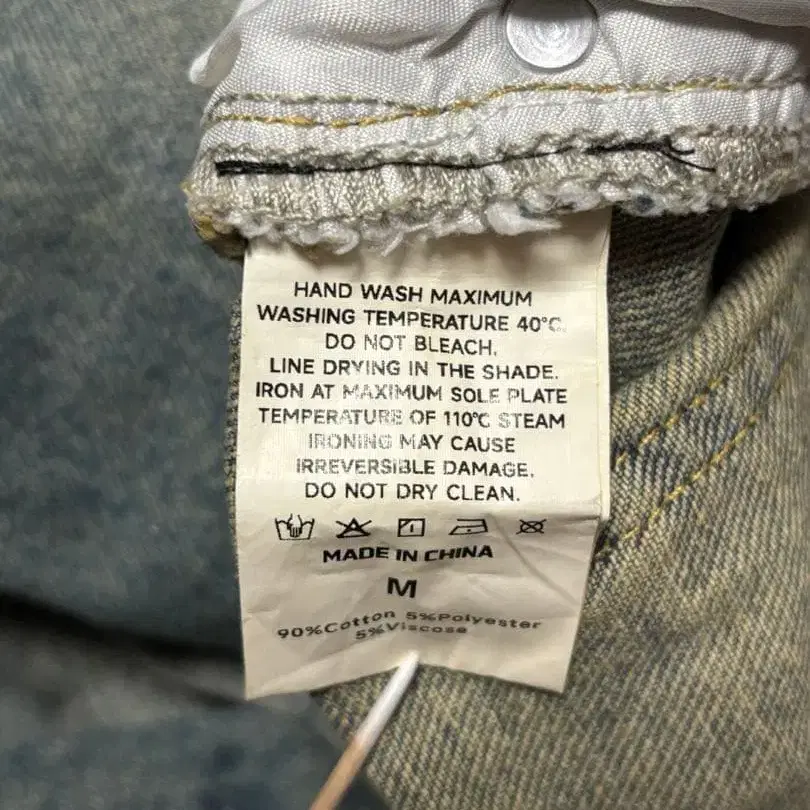 HAND WASH MAXIMUM
WASHING TEMPERATURE 40°C.
DO NOT BLEACH.
LINE DRYING IN THE SHADE.
IRON AT MAXIMUM SOLE PLATE
TEMPERATURE OF 110°C STEAM
IRONING MAY CAUSE
IRREVERSIBLE DAMAGE.
DO NOT DRY CLEAN.
MADE IN CHINA
M
90%Cotton 5%Polyester
5%Viscose